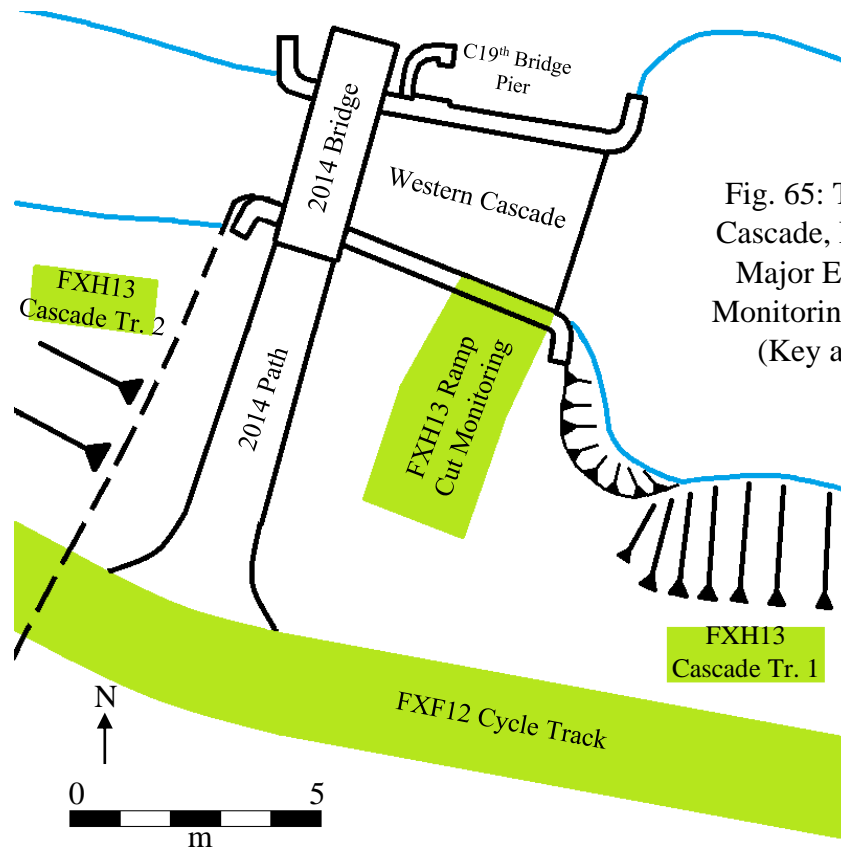 C19th Bridge
Pier
2014 Bridge
Western Cascade
Fig. 65: T
Cascade,
Major E
Monitorin
(Key a
FXH13
Cascade Tr. 2
2014 Path
FXH13 Ramp
Cut Monitoring
FXH13
Cascade Tr. 1
FXF12 Cycle Track
N
0 5
m